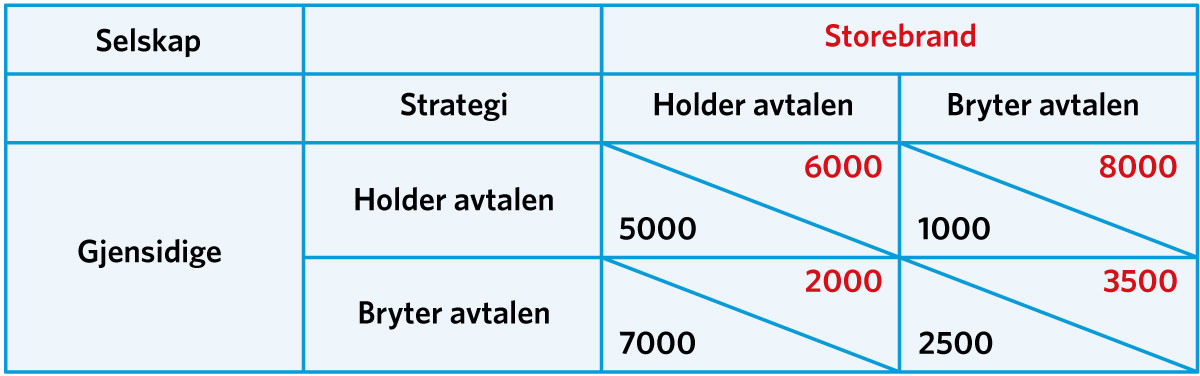 Selskap Storebrand
Strategi Holder avtalen Bryter avtalen
6000 8000
Holder avtalen
5000 1000
Gjensidige
2000 3500
Bryter avtalen
7000 2500